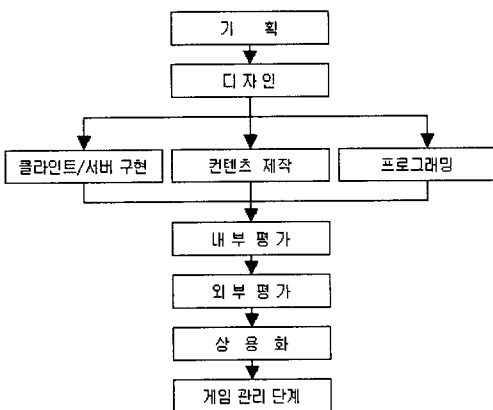 기 획
디 자 인
클라인트/서버 구현
컨텐츠 제작
프로그래밍
내 부 평 가
외 부 평 가
상 용 화
게임 관리 단계